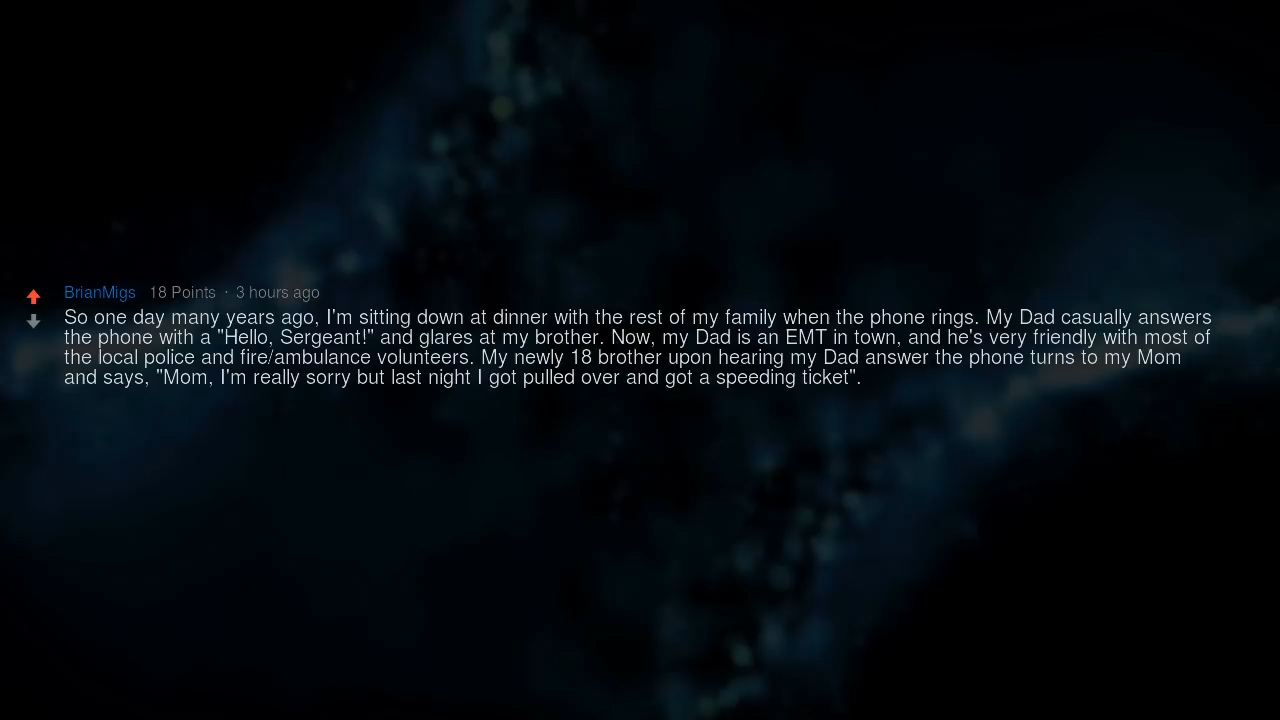 BrianMigs 18 Points · 3 hours ago
So one day many years ago, I'm sitting down at dinner with the rest of my family when the phone rings. My Dad casually answers
the phone with a "Hello, Sergeant!" and glares at my brother. Now, my Dad is an EMT in town, and he's very friendly with most of
the local police and fire/ambulance volunteers. My newly 18 brother upon hearing my Dad answer the phone turns to my Mom
and says, "Mom, I'm really sorry but last night I got pulled over and got a speeding ticket".